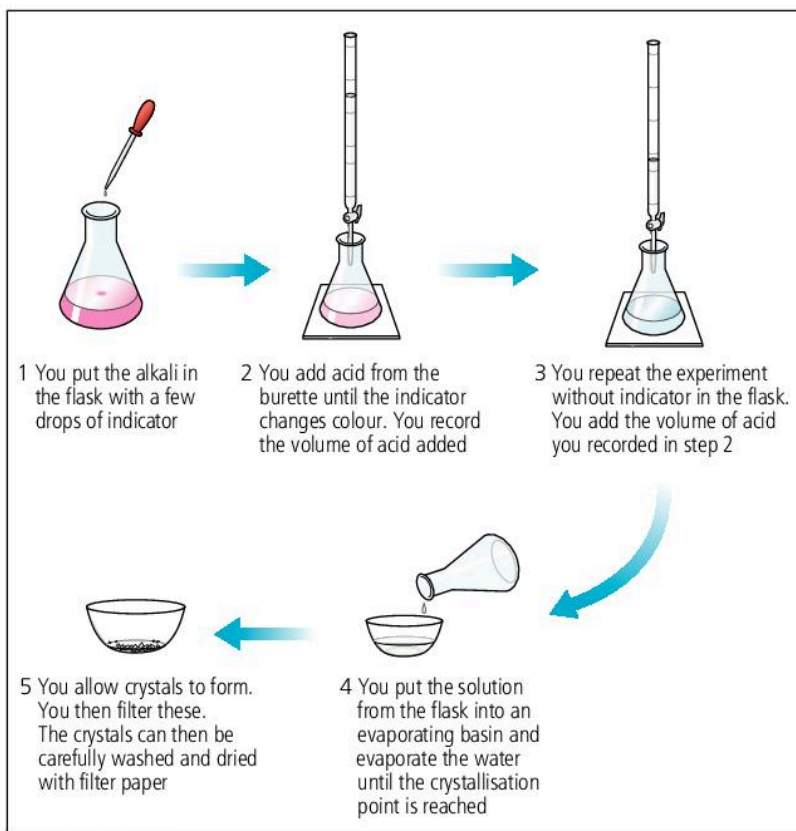 1 You put the alkali in
the flask with a few
drops of indicator
2 You add acid from the
burette until the indicator
changes colour. You record
the volume of acid added
3 You repeat the experiment
without indicator in the flask.
You add the volume of acid
you recorded in step 2
4 You put the solution
from the flask into an
evaporating basin and
evaporate the water
until the crystallisation
point is reached
5 You allow crystals to form.
You then filter these.
The crystals can then be
carefully washed and dried
with filter paper